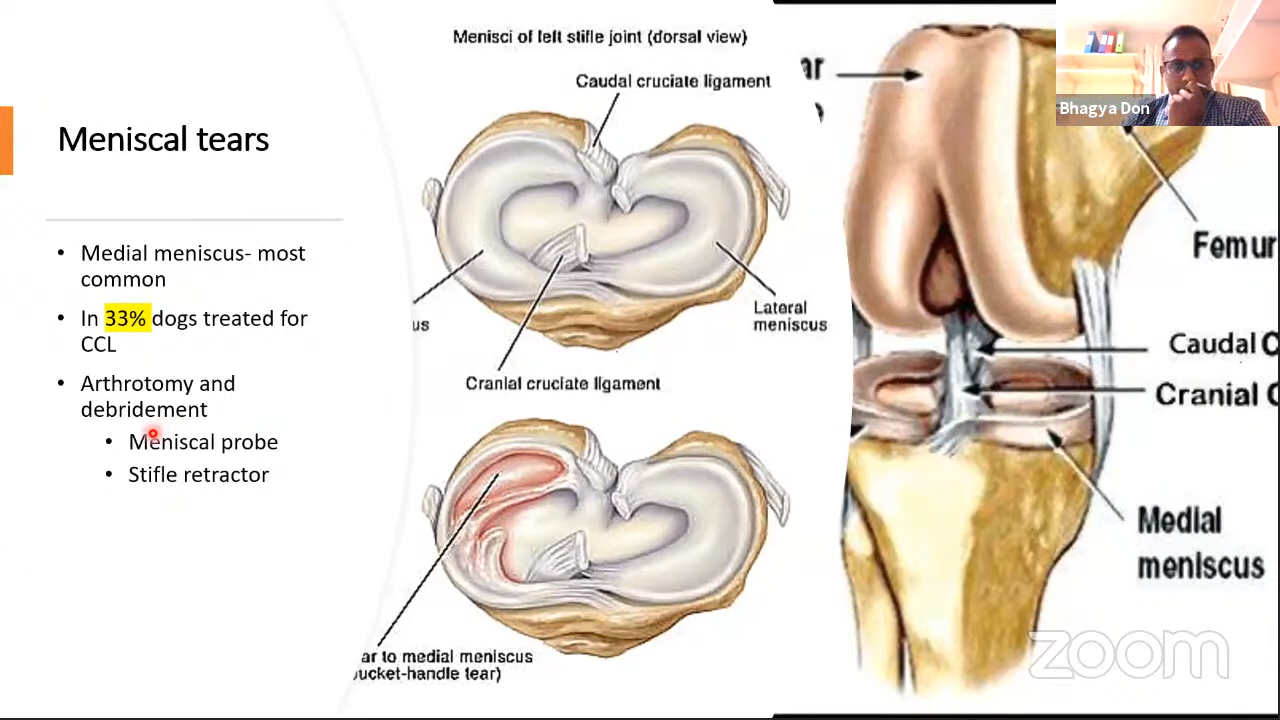 Meniscal tears
Medial meniscus- most
common
In 33% dogs treated for
CCL
Arthrotomy and
debridement
Meniscal probe
Stifle retractor
Menisci of left stifle joint (dorsal view)
Caudal cruciate ligament
us
Lateral
meniscus
Cranial cruciate ligament
ar to medial meniscus
bucket-handle tear)
ar
Femur
Caudal C
Cranial C
Medial
meniscus
Bhagya Don
zoom